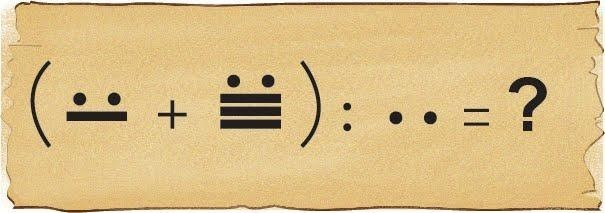 (𝋧 + 𝋱) : 𝋢 = ?